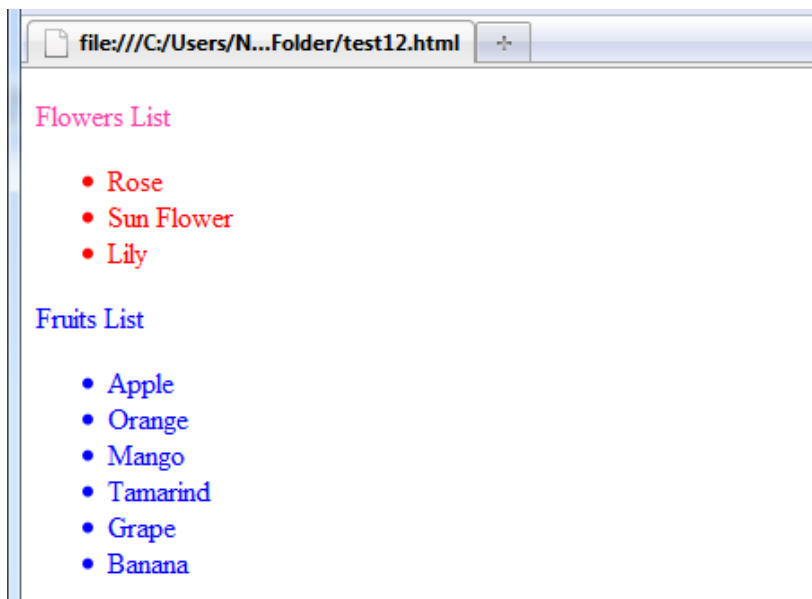 file:///C:/Users/N...Folder/test12.html
Flowers List
Rose
Sun Flower
Lily
Fruits List
Apple
Orange
Mango
Tamarind
Grape
Banana